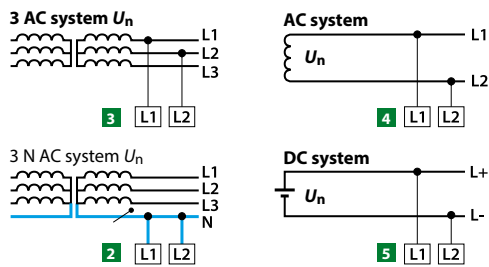 3 AC system Un
L1
L2
L3
3 L1 L2
AC system
Un
L1
L2
4 L1 L2
3 N AC system Un
L1
L2
L3
N
2 L1 L2
DC system
Un
L+
L-
5 L1 L2